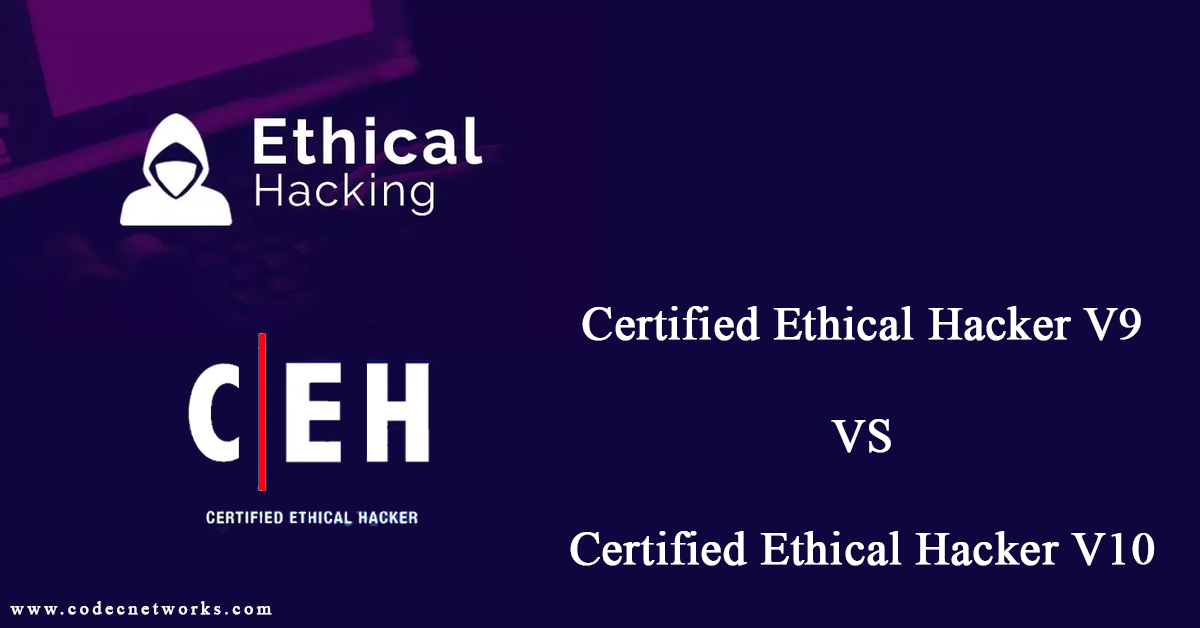 Ethical
Hacking
C|EH
CERTIFIED ETHICAL HACKER
Certified Ethical Hacker V9
VS
Certified Ethical Hacker V10
www.codecnetworks.com